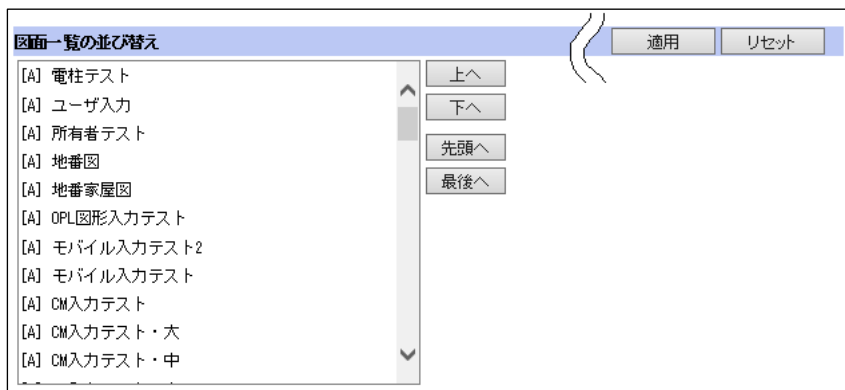 図面一覧の並び替え
適用
リセット
[A] 電柱テスト
[A] ユーザ入力
[A] 所有者テスト
[A] 地番図
[A] 地番家屋図
[A] OPL図形入力テスト
[A] モバイル入力テスト2
[A] モバイル入力テスト
[A] CM入力テスト
[A] CM入力テスト・大
[A] CM入力テスト・中
上へ
下へ
先頭へ
最後へ